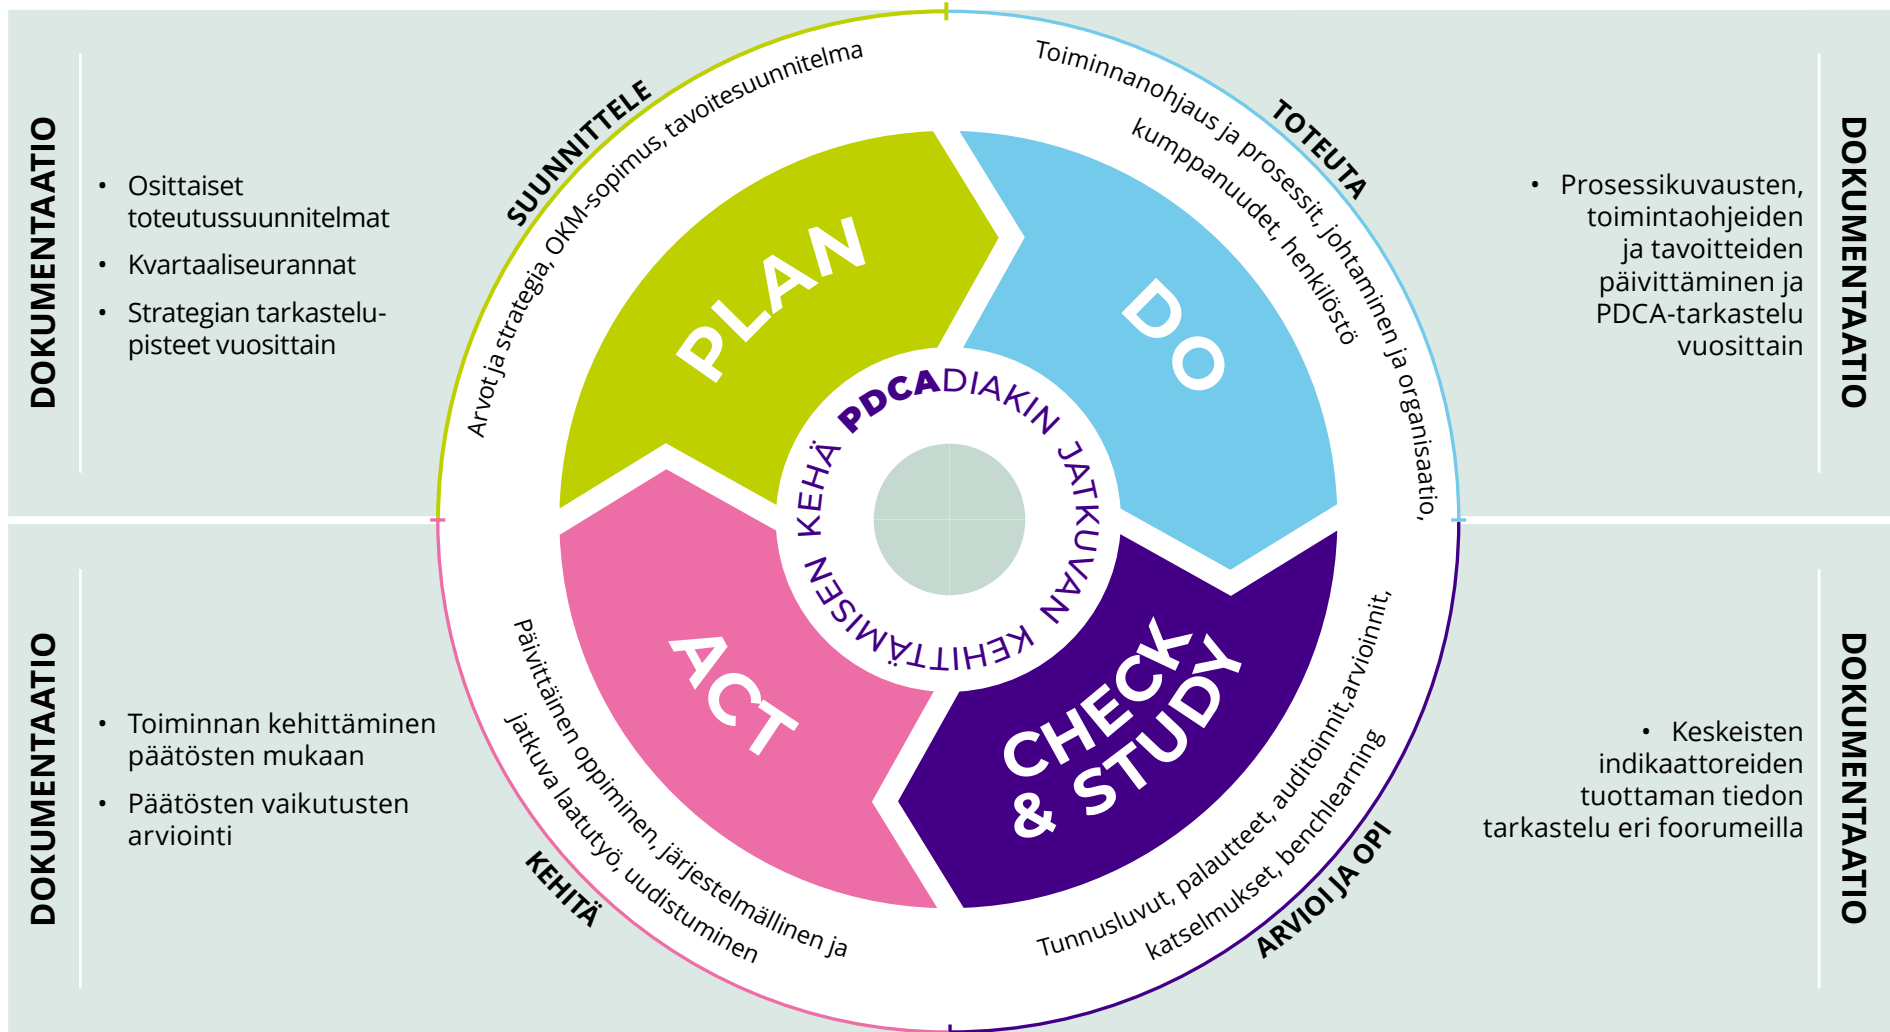 DOKUMENTAATIO
• Osittaiset
toteutussuunnitelmat
• Kvartaaliseurannat
• Strategian tarkastelu-
pisteet vuosittain
SUUNNITTELE
Arvot ja strategia, OKM-sopimus, tavoitesuunnitelma
PLAN
TOTEUTA
Toiminnanohjaus ja prosessit, johtaminen ja organisaatio,
kumppanuudet, henkilöstö
DO
DOKUMENTAATIO
• Prosessikuvausten,
toimintaohjeiden
ja tavoitteiden
päivittäminen ja
PDCA-tarkastelu
vuosittain
PDCA DIAKIN JATKUVAN KEHITTÄMISEN KEHÄ
DOKUMENTAATIO
• Toiminnan kehittäminen
päätösten mukaan
• Päätösten vaikutusten
arviointi
KEHITÄ
Päivittäinen oppiminen, järjestelmällinen ja
jatkuva laatutyö, uudistuminen
ACT
CHECK
& STUDY
Tunnusluvut, palautteet, auditoinnit,arvioinnit,
katselmukset, benchlearning
ARVIOI JA OPI
• Keskeisten
indikaattoreiden
tuottaman tiedon
tarkastelu eri foorumeilla
DOKUMENTAATIO